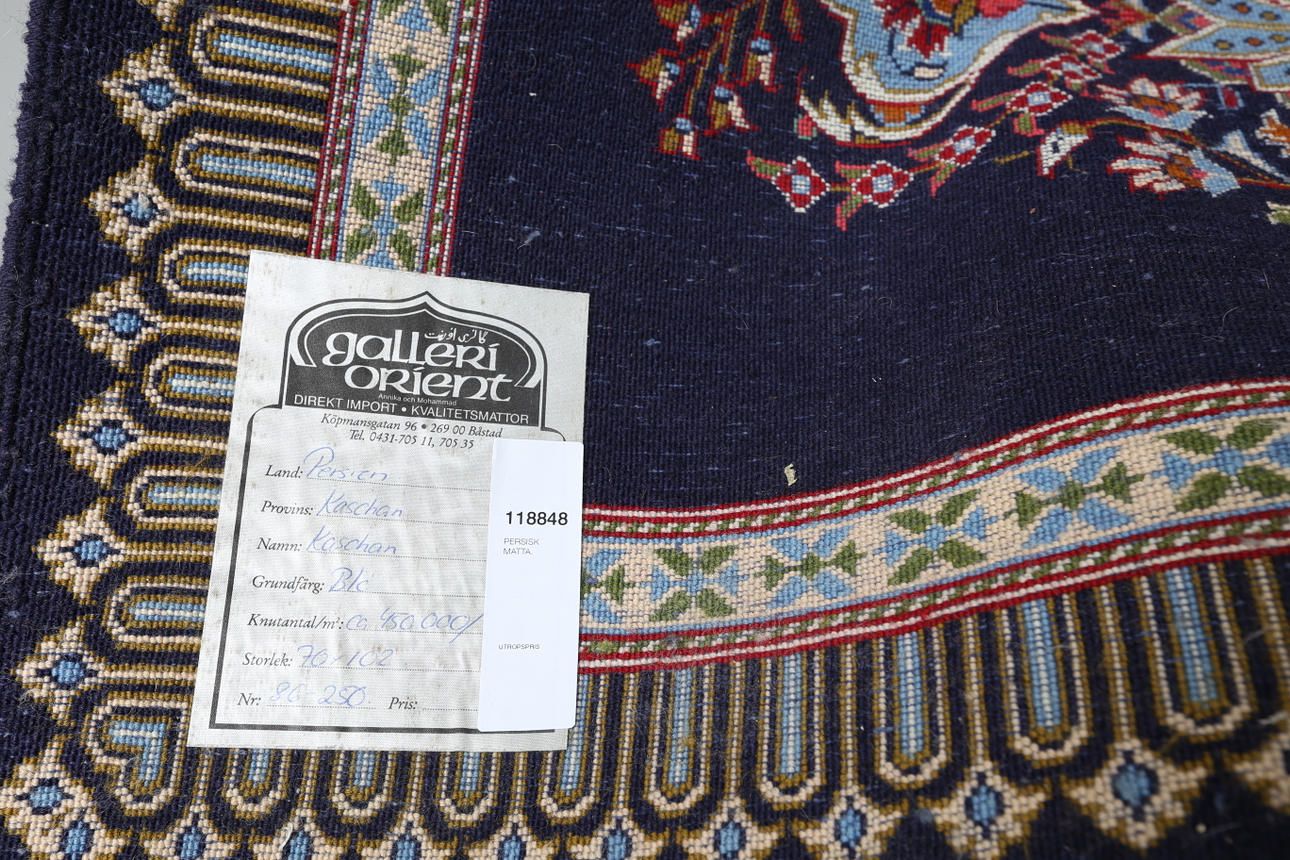 گالری اورینت
galleri
orient
Annika och Mohammad
DIREKT IMPORT • KVALITETSMATTOR
Köpmansgatan 96 • 269 00 Båstad
Tel. 0431-705 11, 705 35
Land: Persien
Provins: Kaschan
Namn: Kaschan
Grundfärg: Blå
Knutantal/m²: ca 450.000/
Storlek: 70×102
Nr: 250. Pris:
118848
PERSISK
MATTA.
UTROPSPRIS